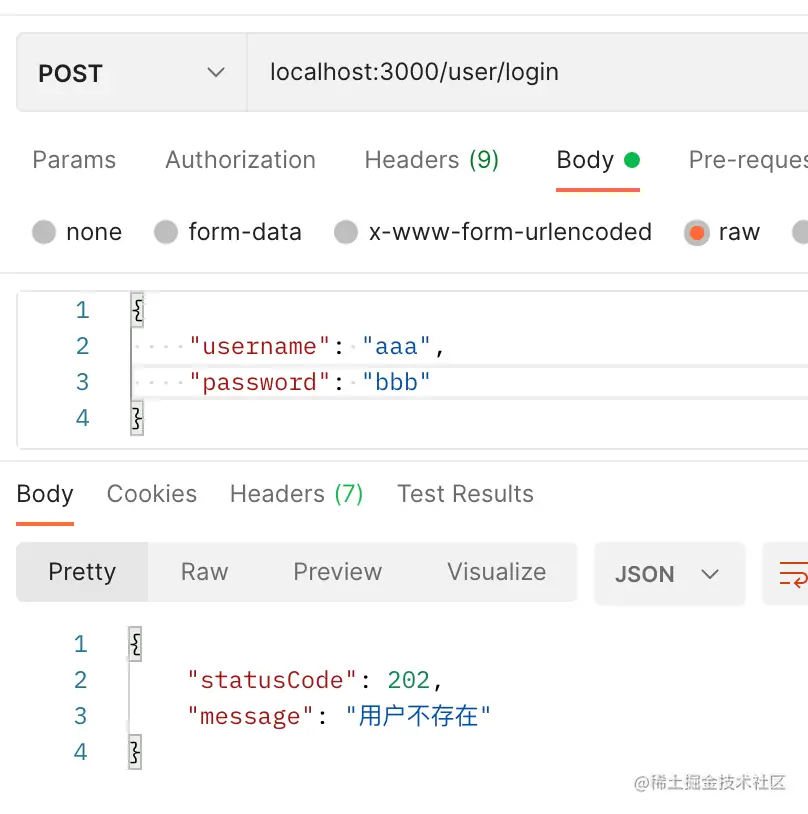 POST localhost:3000/user/login
Params Authorization Headers (9) Body Pre-reques
none form-data x-www-form-urlencoded raw
1 {
2 "username": "aaa",
3 "password": "bbb"
4 }
Body Cookies Headers (7) Test Results
Pretty Raw Preview Visualize JSON
1 {
2 "statusCode": 202,
3 "message": "用户不存在"
4 }
@稀土掘金技术社区